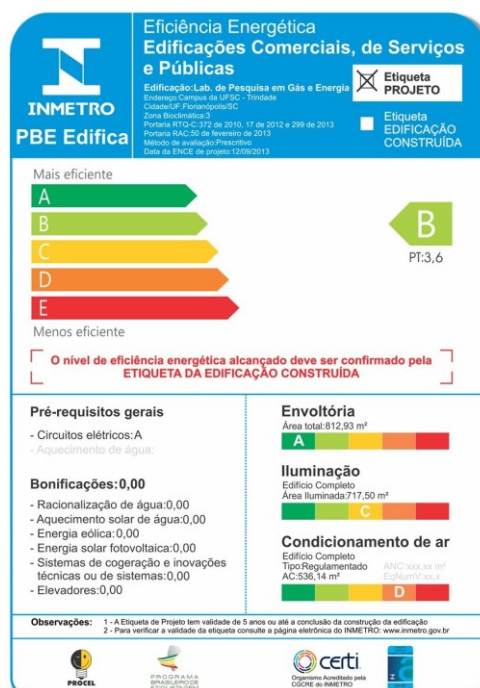 INMETRO
PBE Edifica
Eficiência Energética
Edificações Comerciais, de Serviços
e Públicas
Edificação:Lab. de Pesquisa em Gás e Energia
Endereço:Campus da UFSC - Trindade
Cidade/UF:Florianópolis/SC
Zona Bioclimática:3
Portaria RTQ-C:372 de 2010, 17 de 2012 e 299 de 2013
Portaria RAC:50 de fevereiro de 2013
Método de avaliação:Prescritivo
Data da ENCE de projeto:12/09/2013
Etiqueta
PROJETO
Etiqueta
EDIFICAÇÃO
CONSTRUÍDA
Mais eficiente
A
B
C
D
E
Menos eficiente
B
PT:3,6
O nível de eficiência energética alcançado deve ser confirmado pela
ETIQUETA DA EDIFICAÇÃO CONSTRUÍDA
Pré-requisitos gerais
- Circuitos elétricos:A
- Aquecimento de água:
Bonificações:0,00
- Racionalização de água:0,00
- Aquecimento solar de água:0,00
- Energia eólica:0,00
- Energia solar fotovoltaica:0,00
- Sistemas de cogeração e inovações
técnicas ou de sistemas:0,00
- Elevadores:0,00
Envoltória
Área total:812,93 m²
A
Iluminação
Edifício Completo
Área Iluminada:717,50 m²
C
Condicionamento de ar
Edifício Completo
Tipo:Regulamentado ANC:xxx,xx m²
AC:536,14 m² EqNumV:xx,x
D
Observações: 1 - A Etiqueta de Projeto tem validade de 5 anos ou até a conclusão da construção da edificação
2 - Para verificar a validade da etiqueta consulte a página eletrônica do INMETRO: www.inmetro.gov.br
PROCEL
PROGRAMA
BRASILEIRO DE
certi
Organismo Acreditado pela
CGCRE do INMETRO